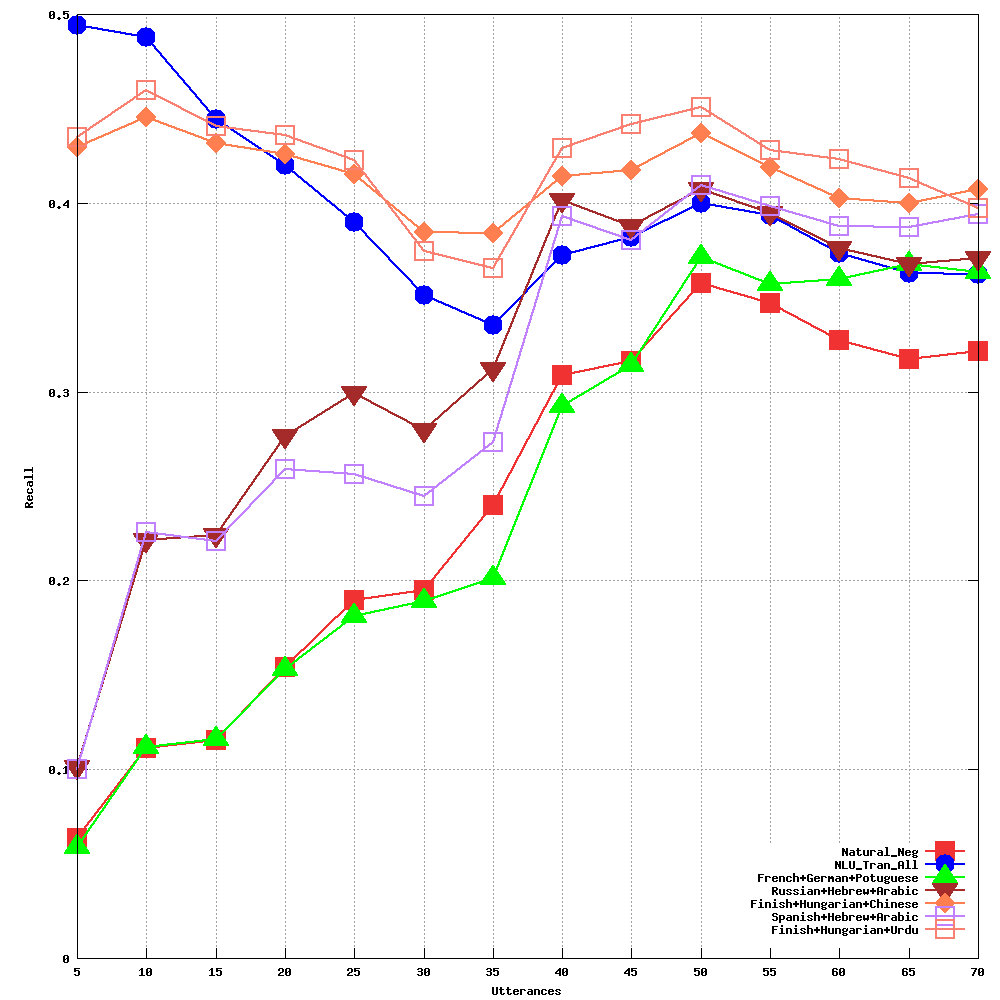 0.5
0.4
0.3
0.2
0.1
0
Recall
5 10 15 20 25 30 35 40 45 50 55 60 65 70
Utterances
Natural_Neg
NLU_Tran_All
French+German+Potuguese
Russian+Hebrew+Arabic
Finish+Hungarian+Chinese
Spanish+Hebrew+Arabic
Finish+Hungarian+Urdu